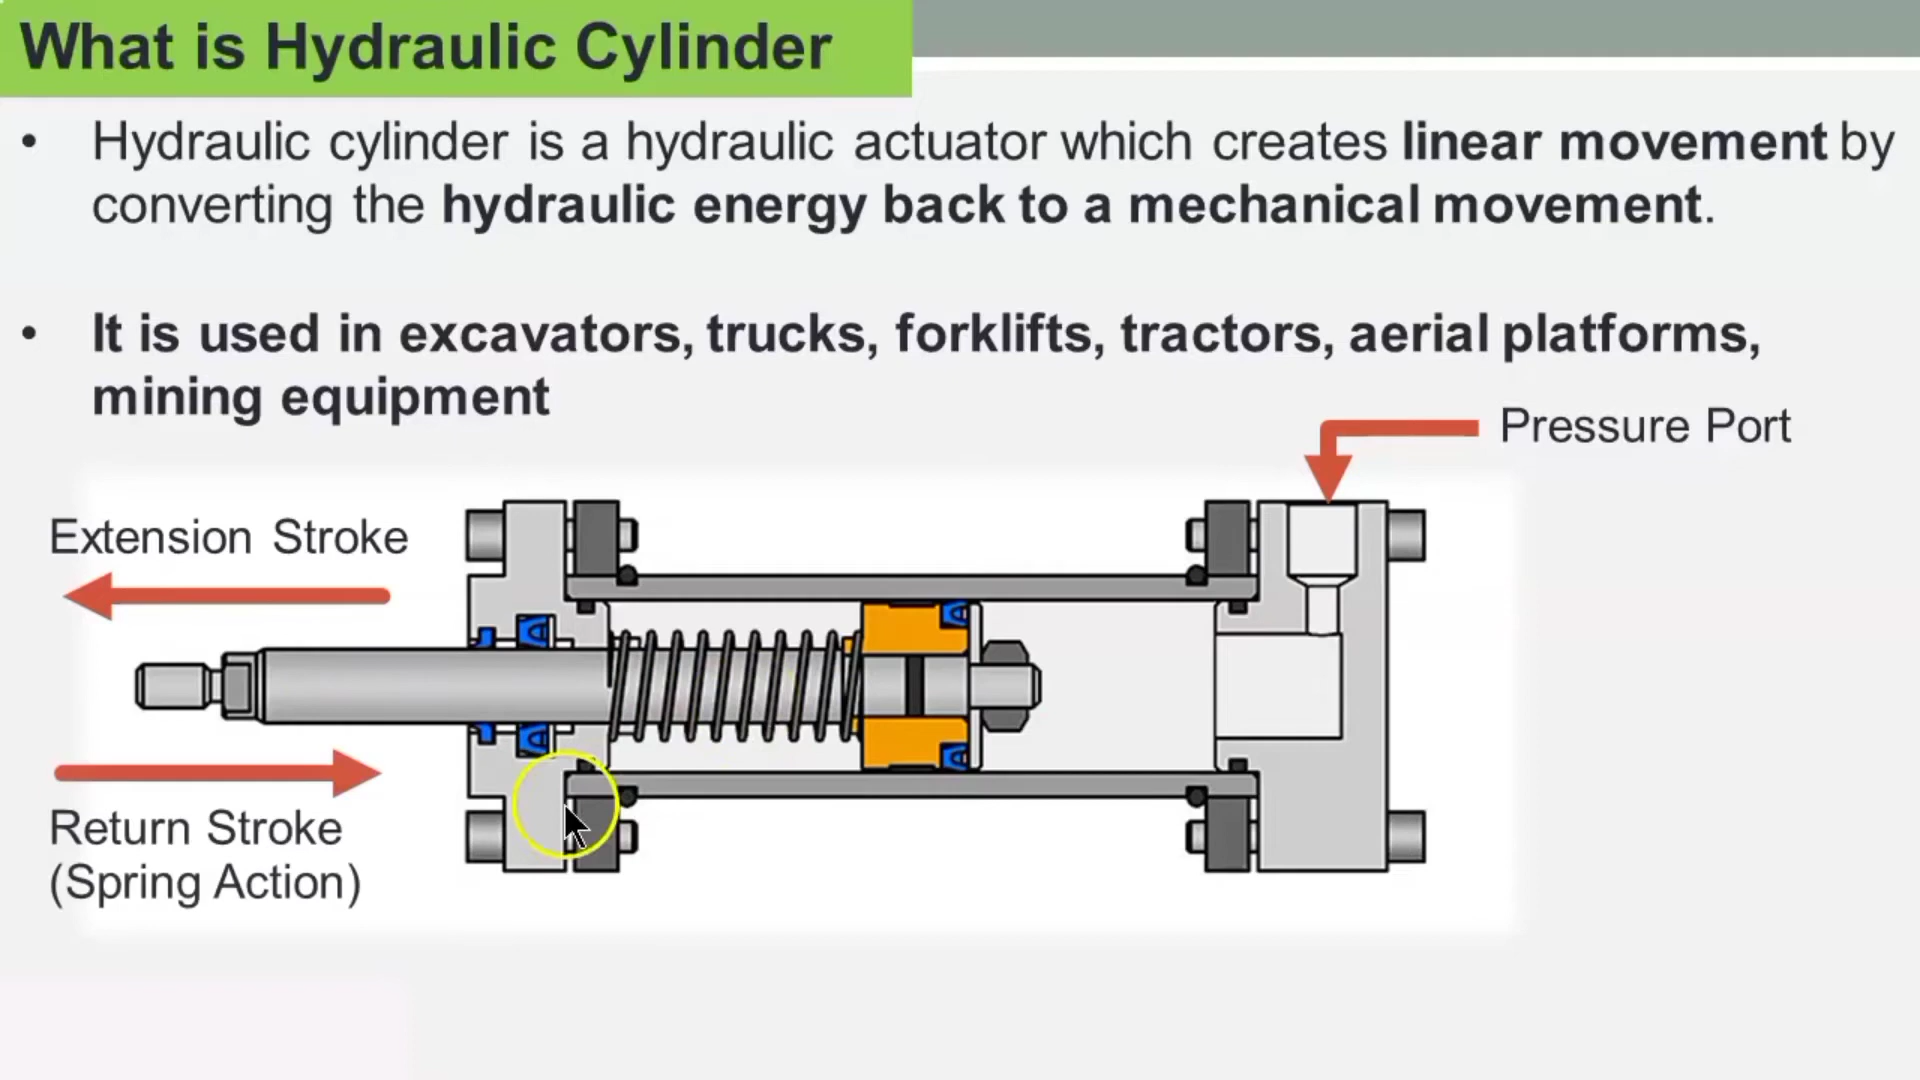 What is Hydraulic Cylinder
• Hydraulic cylinder is a hydraulic actuator which creates linear movement by
converting the hydraulic energy back to a mechanical movement.
• It is used in excavators, trucks, forklifts, tractors, aerial platforms,
mining equipment
Pressure Port
Extension Stroke
Return Stroke
(Spring Action)